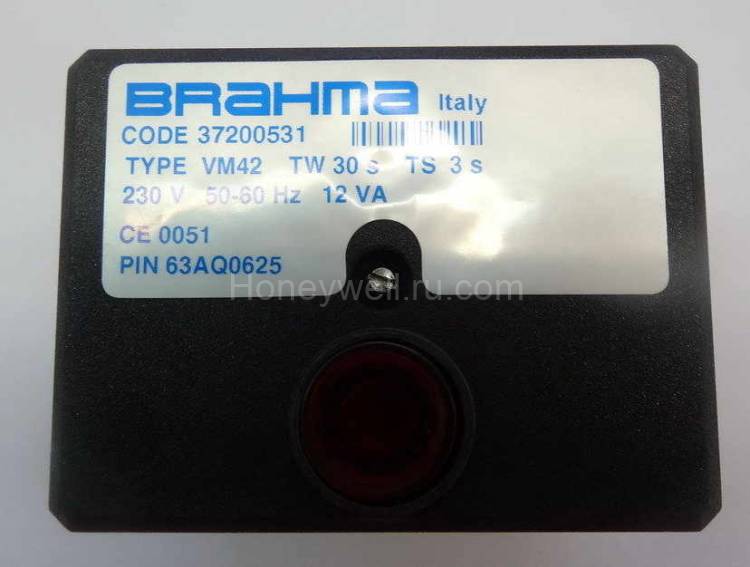 BRAHMA Italy
CODE 37200531
TYPE VM42 TW 30 s TS 3 s
230 V 50-60 Hz 12 VA
CE 0051
PIN 63AQ0625
Honeywell.ru.com